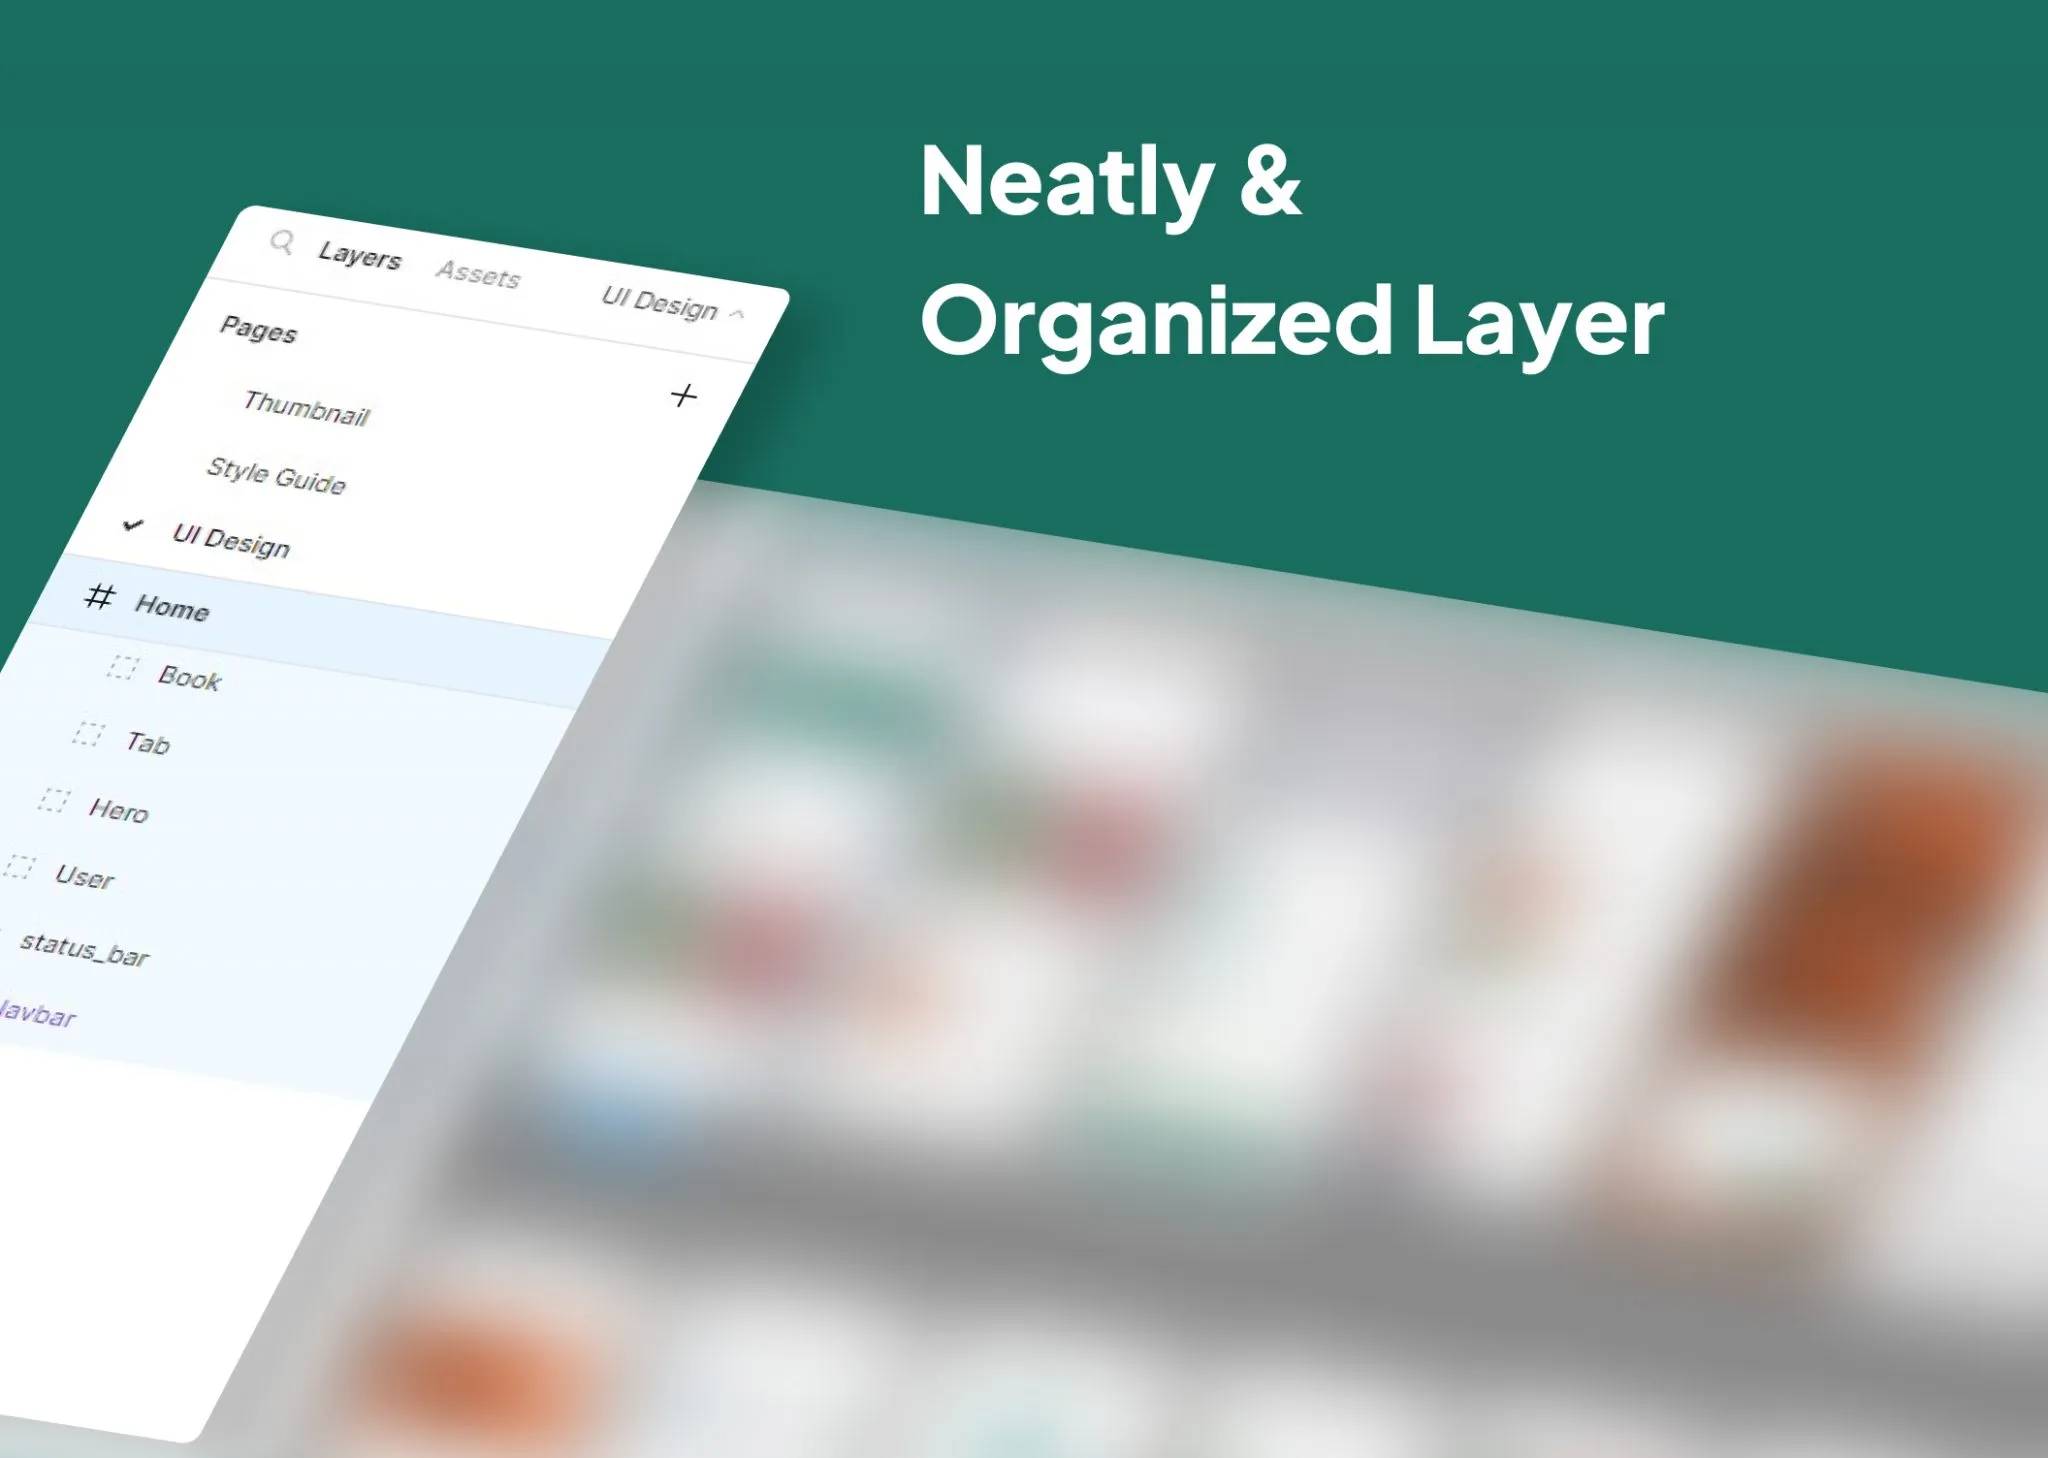 Neatly &
Organized Layer
Layers Assets UI Design
Pages
Thumbnail
Style Guide
UI Design
Home
Book
Tab
Hero
User
status_bar
avbar